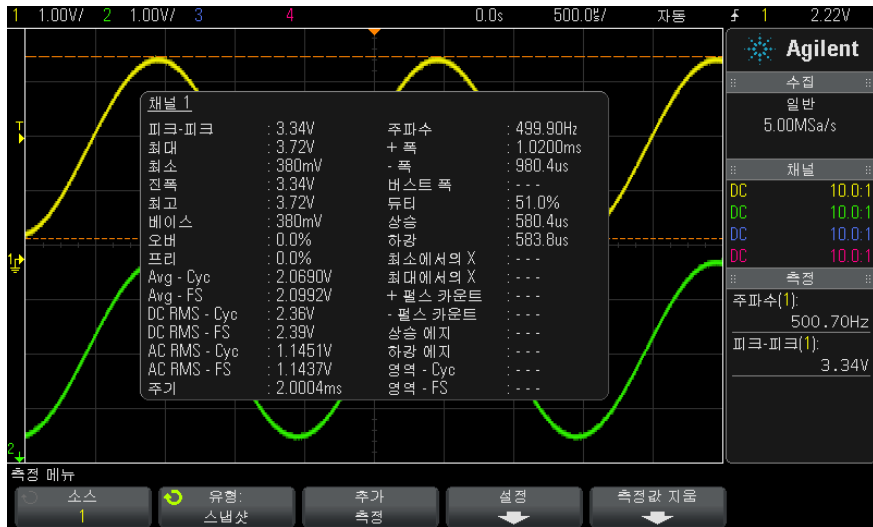 1 1.00V/ 2 1.00V/ 3 4 0.0s 500.0㎲/ 자동 1 2.22V
Agilent
수집
일반
5.00MSa/s
채널
DC 10.0:1
DC 10.0:1
DC 10.0:1
DC 10.0:1
측정
주파수(1):
500.70Hz
피크-피크(1):
3.34V
T
1
2
채널 1
피크-피크 : 3.34V 주파수 : 499.90Hz
최대 : 3.72V + 폭 : 1.0200ms
최소 : 380mV - 폭 : 980.4us
진폭 : 3.34V 버스트 폭 : - - -
최고 : 3.72V 듀티 : 51.0%
베이스 : 380mV 상승 : 580.4us
오버 : 0.0% 하강 : 583.8us
프리 : 0.0% 최소에서의 X : - - -
Avg - Cyc : 2.0690V 최대에서의 X : - - -
Avg - FS : 2.0992V + 펄스 카운트 : - - -
DC RMS - Cyc : 2.36V - 펄스 카운트 : - - -
DC RMS - FS : 2.39V 상승 에지 : - - -
AC RMS - Cyc : 1.1451V 하강 에지 : - - -
AC RMS - FS : 1.1437V 영역 - Cyc : - - -
주기 : 2.0004ms 영역 - FS : - - -
측정 메뉴
소스
1
유형:
스냅샷
추가
측정
설정
측정값 지움